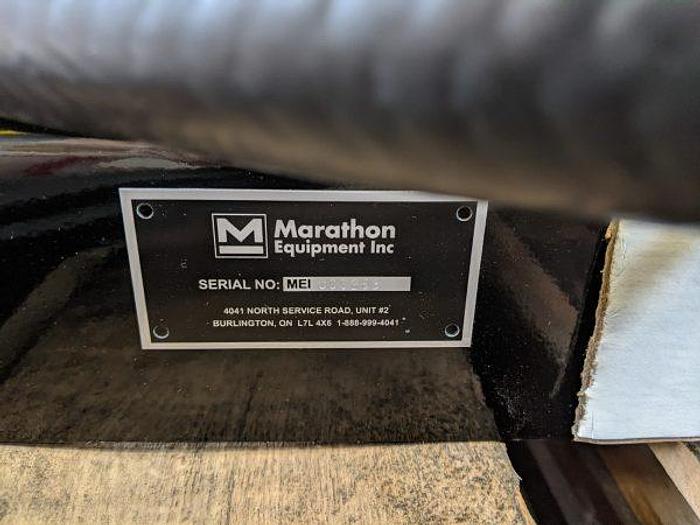 M Marathon
Equipment Inc
SERIAL NO: MEI
4041 NORTH SERVICE ROAD, UNIT #2
BURLINGTON, ON L7L 4X6 1-888-999-4041